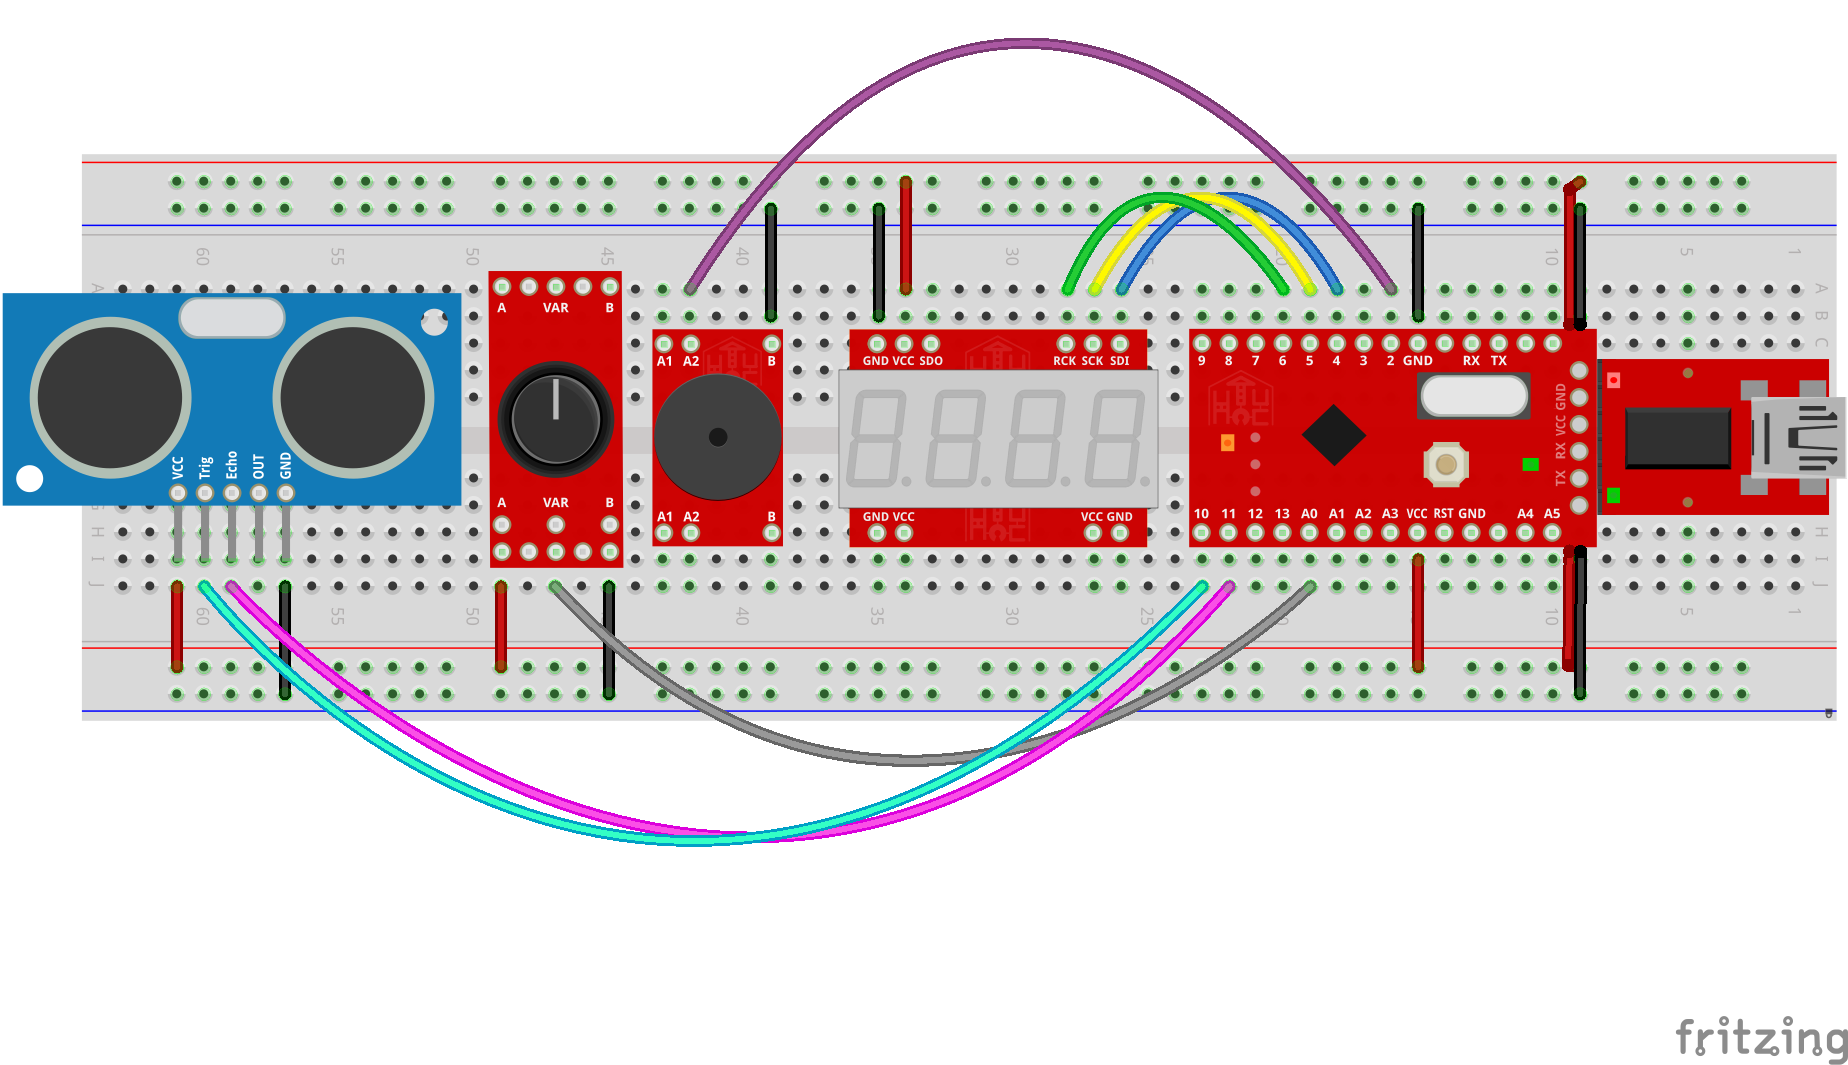 60 55 50 45 40 35 30 25 20 10 5 1
A A
B
C
A VAR B
A1 A2 B
GND VCC SDO RCK SCK SDI
9 8 7 6 5 4 3 2 GND RX TX
TX RX VCC GND
VCC Trig Echo OUT GND
A VAR B
A1 A2 B
GND VCC VCC GND
10 11 12 13 A0 A1 A2 A3 VCC RST GND A4 A5
G
H H
I I
J J
60 55 50 40 35 30 25 10 5 1
fritzing